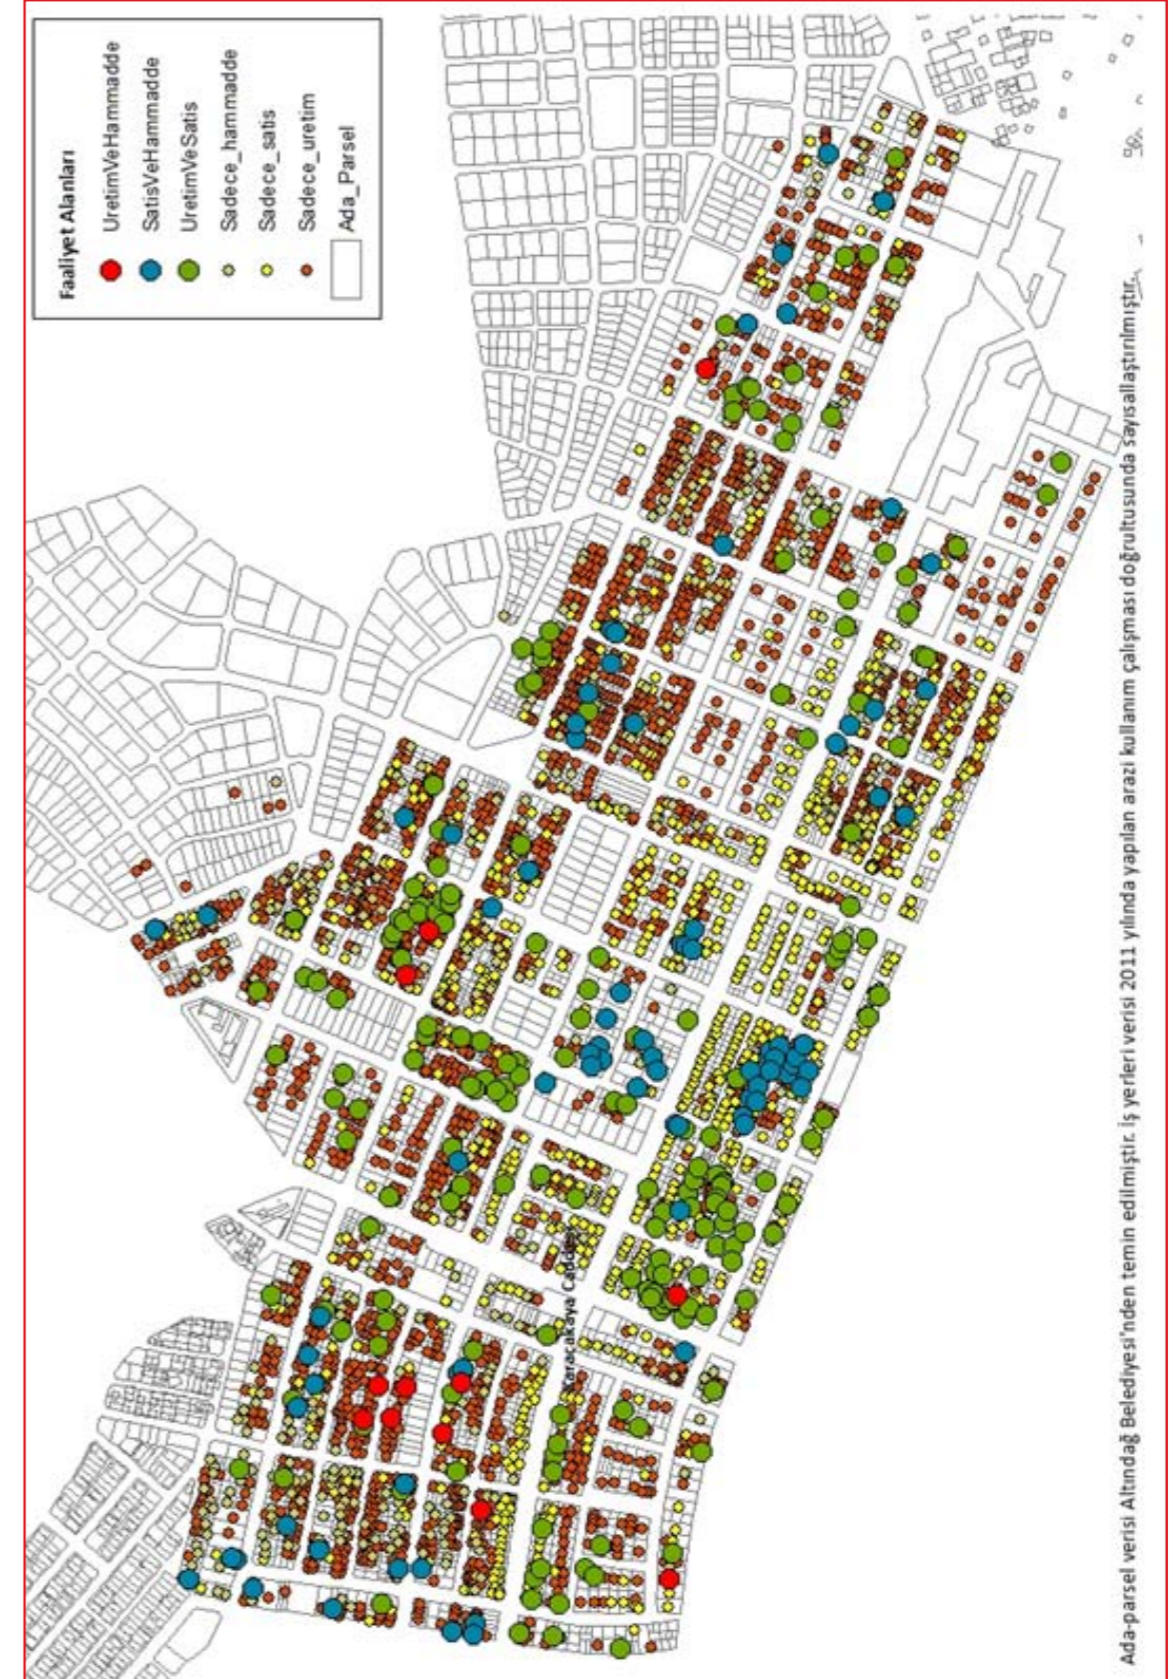 Faaliyet Alanları
UretimVeHammadde
SatisVeHammadde
UretimVeSatis
Sadece_hammadde
Sadece_satis
Sadece_uretim
Ada_Parsel
Karacakaya Caddesi
Ada-parsel verisi Altındağ Belediyesi'nden temin edilmiştir. İş yerleri verisi 2011 yılında yapılan arazi kullanım çalışması doğrultusunda sayısallaştırılmıştır.